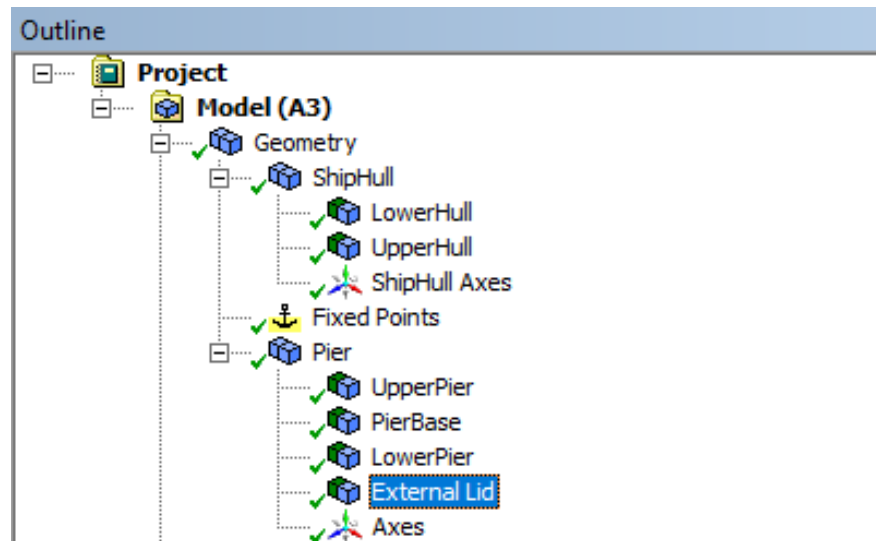 Outline
Project
Model (A3)
Geometry
ShipHull
LowerHull
UpperHull
ShipHull Axes
Fixed Points
Pier
UpperPier
PierBase
LowerPier
External Lid
Axes